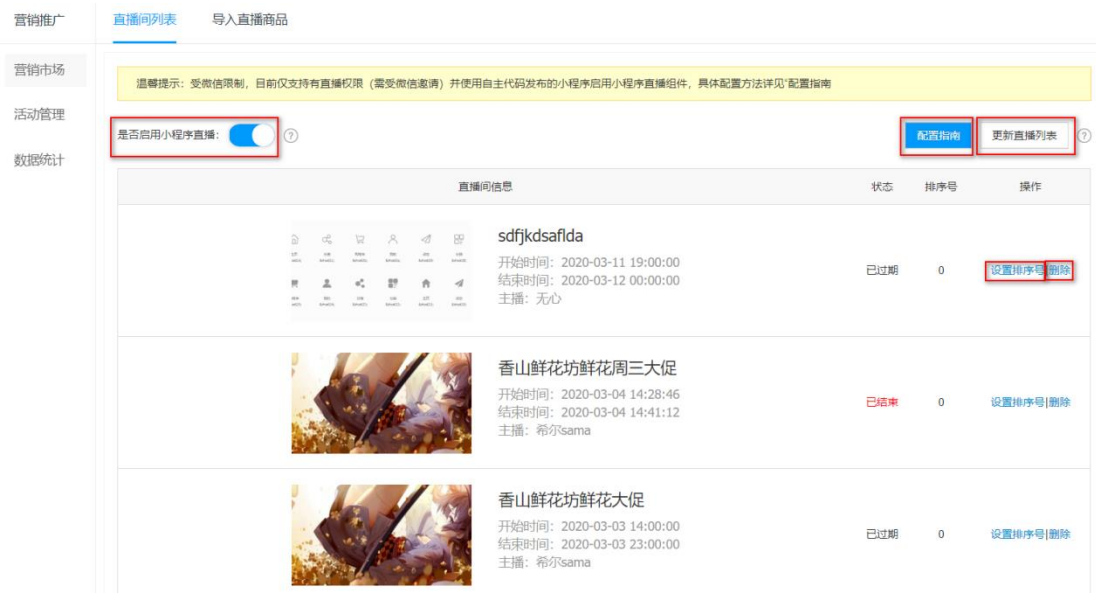 营销推广
直播间列表
导入直播商品
营销市场
活动管理
数据统计
温馨提示：受微信限制，目前仅支持有直播权限（需受微信邀请）并使用自主代码发布的小程序启用小程序直播组件，具体配置方法详见“配置指南
是否启用小程序直播：
?
配置指南
更新直播列表
?
直播间信息 状态 排序号 操作
sdfjkdsaflda
开始时间：2020-03-11 19:00:00
结束时间：2020-03-12 00:00:00
主播：无心
已过期 0 设置排序号|删除
香山鲜花坊鲜花周三大促
开始时间：2020-03-04 14:28:46
结束时间：2020-03-04 14:41:12
主播：希尔sama
已结束 0 设置排序号|删除
香山鲜花坊鲜花大促
开始时间：2020-03-03 14:00:00
结束时间：2020-03-03 23:00:00
主播：希尔sama
已过期 0 设置排序号|删除